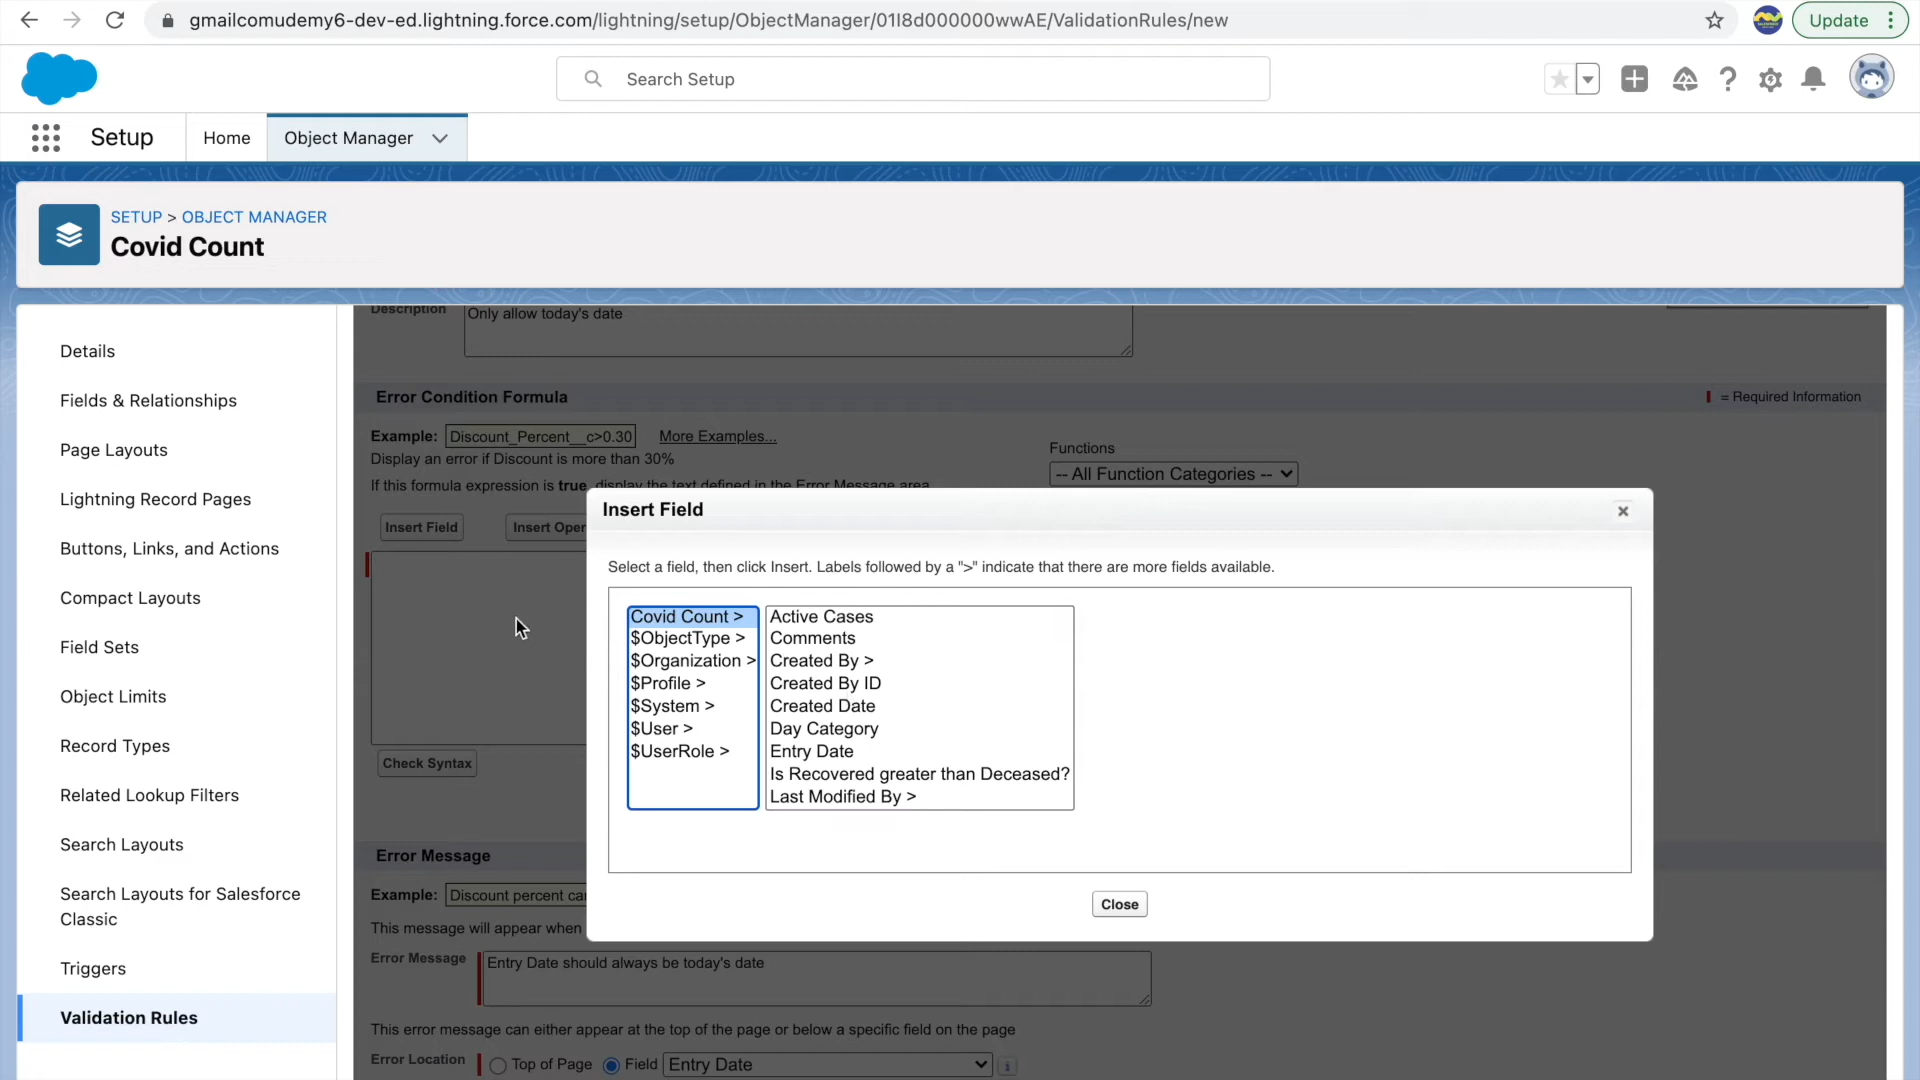 gmailcomudemy6-dev-ed.lightning.force.com/lightning/setup/ObjectManager/01I8d000000wwAE/ValidationRules/new
Update
Search Setup
Setup
Home
Object Manager
SETUP > OBJECT MANAGER
Covid Count
Details
Fields & Relationships
Page Layouts
Lightning Record Pages
Buttons, Links, and Actions
Compact Layouts
Field Sets
Object Limits
Record Types
Related Lookup Filters
Search Layouts
Search Layouts for Salesforce
Classic
Triggers
Validation Rules
Description
Only allow today's date
Error Condition Formula
= Required Information
Example: Discount_Percent__c>0.30 More Examples...
Display an error if Discount is more than 30%
If this formula expression is true, display the text defined in the Error Message area
Functions
-- All Function Categories --
Insert Field
Insert Oper
Check Syntax
Insert Field
Select a field, then click Insert. Labels followed by a ">" indicate that there are more fields available.
Covid Count >
$ObjectType >
$Organization >
$Profile >
$System >
$User >
$UserRole >
Active Cases
Comments
Created By >
Created By ID
Created Date
Day Category
Entry Date
Is Recovered greater than Deceased?
Last Modified By >
Close
Error Message
Example: Discount percent ca
This message will appear when
Error Message
Entry Date should always be today's date
This error message can either appear at the top of the page or below a specific field on the page
Error Location
Top of Page
Field
Entry Date
i